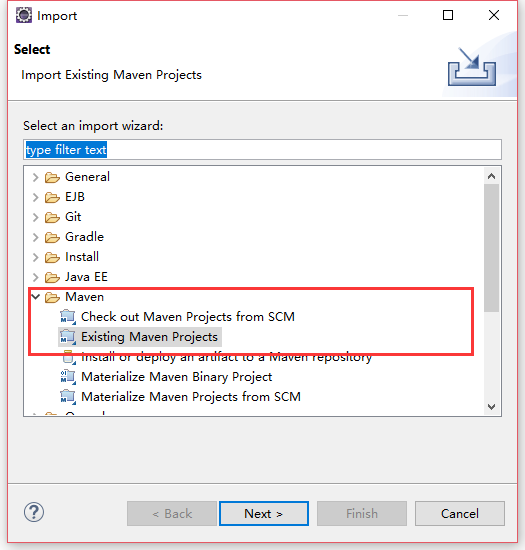 Import
Select
Import Existing Maven Projects
Select an import wizard:
type filter text
General
EJB
Git
Gradle
Install
Java EE
Maven
Check out Maven Projects from SCM
Existing Maven Projects
Install or deploy an artifact to a Maven repository
Materialize Maven Binary Project
Materialize Maven Projects from SCM
< Back
Next >
Finish
Cancel